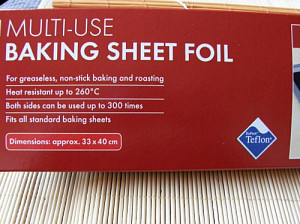 MULTI-USE
BAKING SHEET FOIL
For greaseless, non-stick baking and roasting
Heat resistant up to 260°C
Both sides can be used up to 300 times
Fits all standard baking sheets
Dimensions: approx. 33 x 40 cm
Teflon®